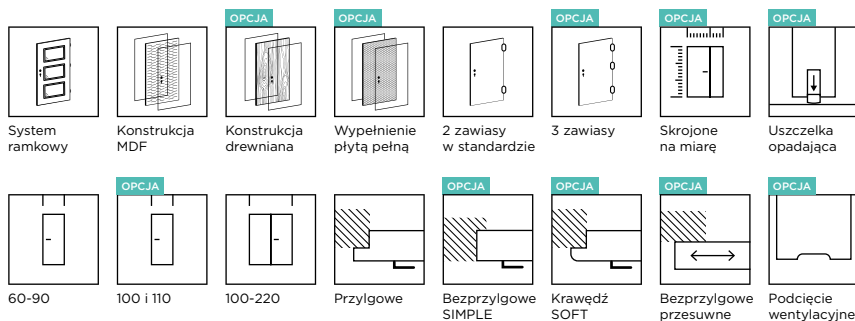 OPCJA
OPCJA
OPCJA
OPCJA
OPCJA
System
ramkowy
Konstrukcja
MDF
Konstrukcja
drewniana
Wypełnienie
płytą pełną
2 zawiasy
w standardzie
3 zawiasy
Skrojone
na miarę
Uszczelka
opadająca
OPCJA
OPCJA
OPCJA
OPCJA
OPCJA
60-90
100 i 110
100-220
Przylgowe
Bezprzylgowe
SIMPLE
Krawędź
SOFT
Bezprzylgowe
przesuwne
Podcięcie
wentylacyjne